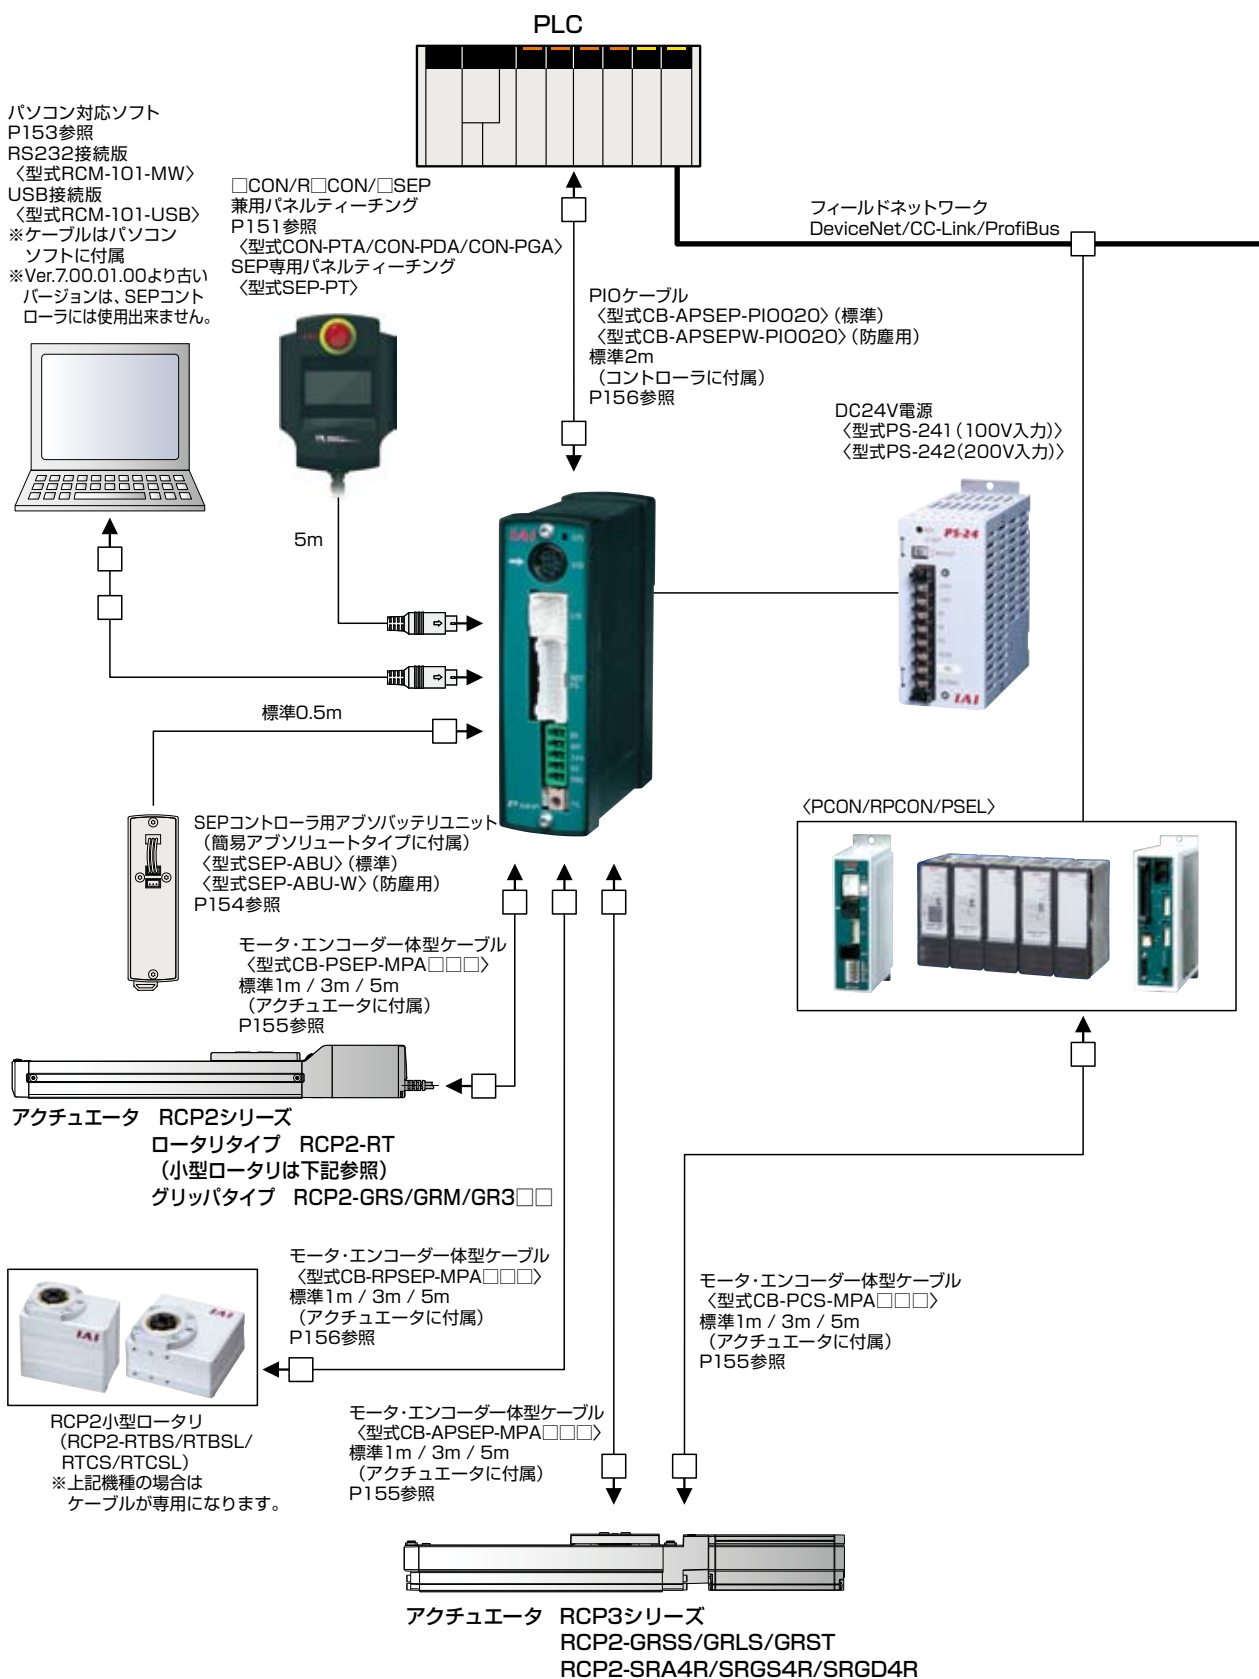 PLC
パソコン対応ソフト
P153参照
RS232接続版
〈型式RCM-101-MW〉
USB接続版
〈型式RCM-101-USB〉
※ケーブルはパソコン
ソフトに付属
※Ver.7.00.01.00より古い
バージョンは、SEPコント
ローラには使用出来ません。
□CON/R□CON/□SEP
兼用パネルティーチング
P151参照
〈型式CON-PTA/CON-PDA/CON-PGA〉
SEP専用パネルティーチング
〈型式SEP-PT〉
フィールドネットワーク
DeviceNet/CC-Link/ProfiBus
PIOケーブル
〈型式CB-APSEP-PIO020〉(標準)
〈型式CB-APSEPW-PIO020〉(防塵用)
標準2m
(コントローラに付属)
P156参照
DC24V電源
〈型式PS-241(100V入力)〉
〈型式PS-242(200V入力)〉
5m
IAI
PS-24
IAI
標準0.5m
SEPコントローラ用アブソバッテリユニット
(簡易アブソリュートタイプに付属)
〈型式SEP-ABU〉(標準)
〈型式SEP-ABU-W〉(防塵用)
P154参照
〈PCON/RPCON/PSEL〉
モータ・エンコーダ一体型ケーブル
〈型式CB-PSEP-MPA□□□〉
標準1m / 3m / 5m
(アクチュエータに付属)
P155参照
アクチュエータ RCP2シリーズ
ロータリタイプ RCP2-RT
(小型ロータリは下記参照)
グリッパタイプ RCP2-GRS/GRM/GR3□□
モータ・エンコーダ一体型ケーブル
〈型式CB-RPSEP-MPA□□□〉
標準1m / 3m / 5m
(アクチュエータに付属)
P156参照
IAI
IAI
モータ・エンコーダ一体型ケーブル
〈型式CB-PCS-MPA□□□〉
標準1m / 3m / 5m
(アクチュエータに付属)
P155参照
RCP2小型ロータリ
(RCP2-RTBS/RTBSL/
RTCS/RTCSL)
※上記機種の場合は
ケーブルが専用になります。
モータ・エンコーダ一体型ケーブル
〈型式CB-APSEP-MPA□□□〉
標準1m / 3m / 5m
(アクチュエータに付属)
P155参照
アクチュエータ RCP3シリーズ
RCP2-GRSS/GRLS/GRST
RCP2-SRA4R/SRGS4R/SRGD4R